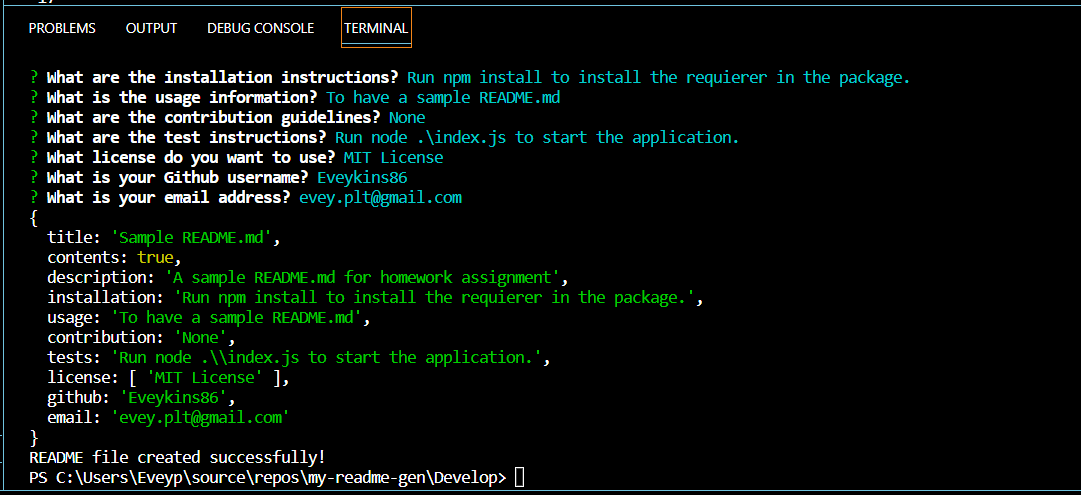 17
PROBLEMS OUTPUT DEBUG CONSOLE TERMINAL
? What are the installation instructions? Run npm install to install the requierer in the package.
? What is the usage information? To have a sample README.md
? What are the contribution guidelines? None
? What are the test instructions? Run node .\index.js to start the application.
? What license do you want to use? MIT License
? What is your Github username? Eveykins86
? What is your email address? evey.plt@gmail.com
{
  title: 'Sample README.md',
  contents: true,
  description: 'A sample README.md for homework assignment',
  installation: 'Run npm install to install the requierer in the package.',
  usage: 'To have a sample README.md',
  contribution: 'None',
  tests: 'Run node .\\index.js to start the application.',
  license: [ 'MIT License' ],
  github: 'Eveykins86',
  email: 'evey.plt@gmail.com'
}
README file created successfully!
PS C:\Users\Eveyp\source\repos\my-readme-gen\Develop>